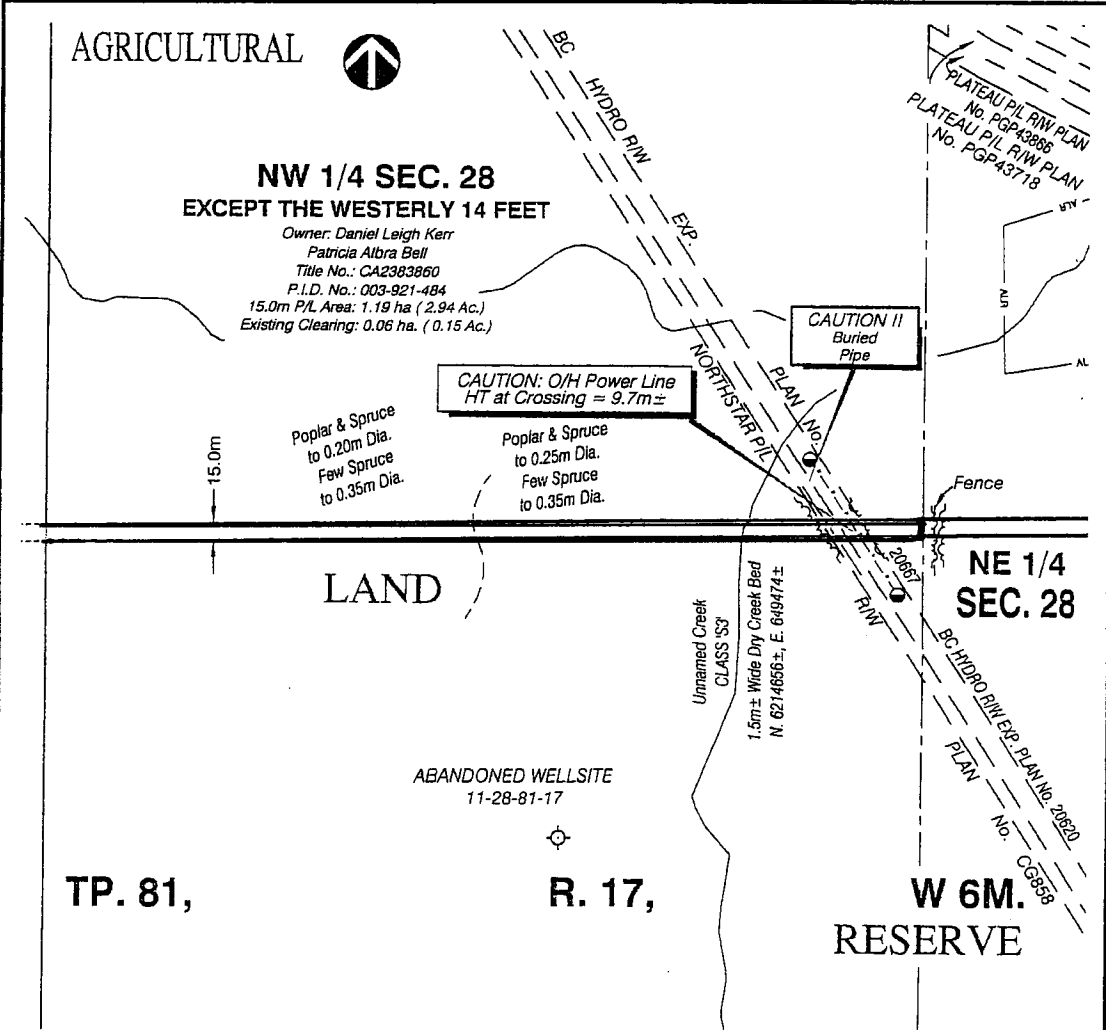 AGRICULTURAL
NW 1/4 SEC. 28
EXCEPT THE WESTERLY 14 FEET
Owner: Daniel Leigh Kerr
Patricia Albra Bell
Title No.: CA2383860
P.I.D. No.: 003-921-484
15.0m P/L Area: 1.19 ha ( 2.94 Ac.)
Existing Clearing: 0.06 ha. ( 0.15 Ac.)
BC HYDRO R/W EXP. PLAN No. 20667
PLATEAU P/L R/W PLAN
No. PGP43866
PLATEAU P/L R/W PLAN
No. PGP43718
ALR
ALR
AL
CAUTION !!
Buried
Pipe
CAUTION: O/H Power Line
HT at Crossing = 9.7m±
NORTHSTAR P/L R/W PLAN No. CG858
15.0m
Poplar & Spruce
to 0.20m Dia.
Few Spruce
to 0.35m Dia.
Poplar & Spruce
to 0.25m Dia.
Few Spruce
to 0.35m Dia.
Fence
LAND
NE 1/4
SEC. 28
Unnamed Creek
CLASS 'S3'
1.5m± Wide Dry Creek Bed
N. 6214656±, E. 649474±
BC HYDRO R/W EXP. PLAN No. 20620
ABANDONED WELLSITE
11-28-81-17
TP. 81, R. 17, W 6M.
RESERVE